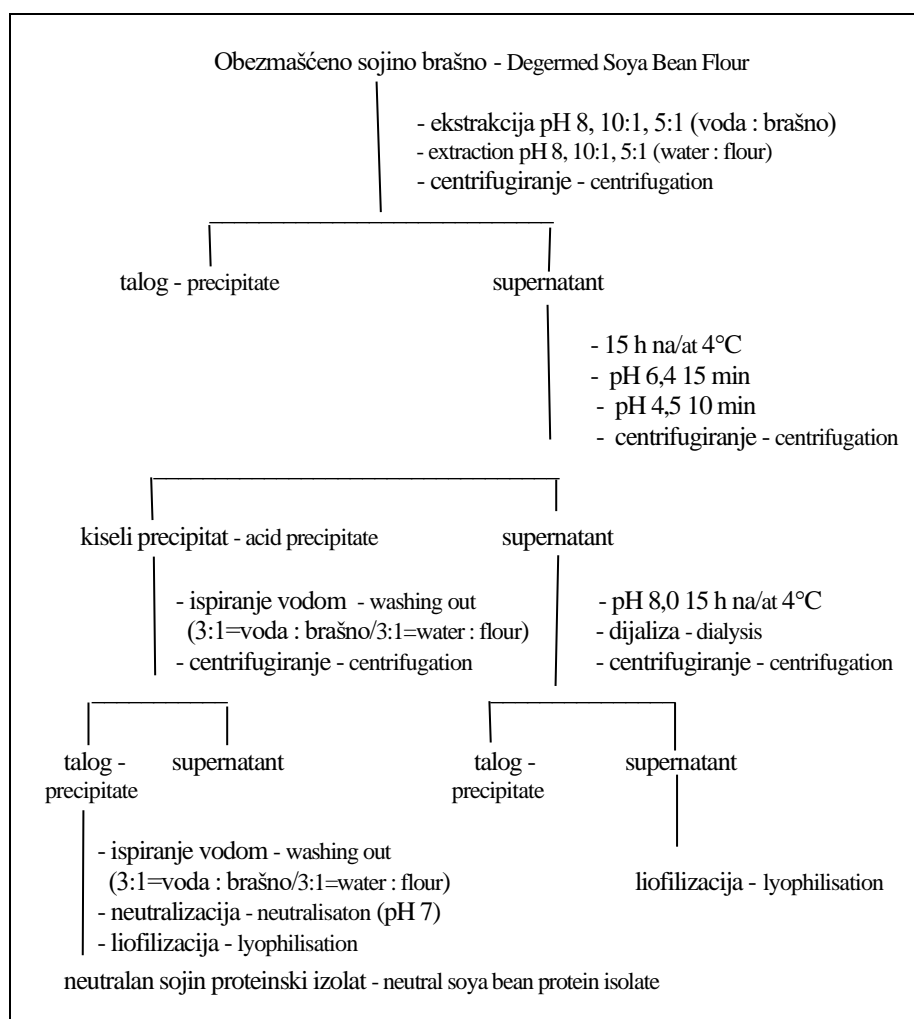 Obezmašćeno sojino brašno - Degermed Soya Bean Flour
- ekstrakcija pH 8, 10:1, 5:1 (voda : brašno)
- extraction pH 8, 10:1, 5:1 (water : flour)
- centrifugiranje - centrifugation
talog - precipitate
supernatant
- 15 h na/at 4°C
- pH 6,4 15 min
- pH 4,5 10 min
- centrifugiranje - centrifugation
kiseli precipitat - acid precipitate
supernatant
- ispiranje vodom - washing out
(3:1=voda : brašno/3:1=water : flour)
- centrifugiranje - centrifugation
- pH 8,0 15 h na/at 4°C
- dijaliza - dialysis
- centrifugiranje - centrifugation
talog -
precipitate
supernatant
talog -
precipitate
supernatant
- ispiranje vodom - washing out
(3:1=voda : brašno/3:1=water : flour)
- neutralizacija - neutralisaton (pH 7)
- liofilizacija - lyophilisation
liofilizacija - lyophilisation
neutralan sojin proteinski izolat - neutral soya bean protein isolate